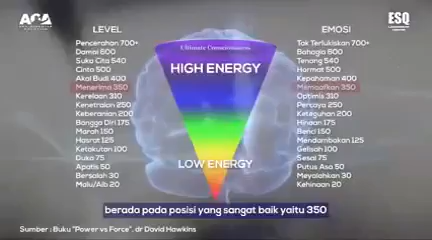 AGA
ESQ
LEVEL
EMOSI
Pencerahan 700+
Damai 600
Suka Cita 540
Cinta 500
Akal Budi 400
Menerima 350
Kerelaan 310
Kenetralan 250
Keberanian 200
Bangga Diri 175
Marah 150
Hasrat 125
Ketakutan 100
Duka 75
Apatis 50
Bersalah 30
Malu/Aib 20
Ultimate Consciousness
HIGH ENERGY
LOW ENERGY
Tak Terlukiskan 700+
Bahagia 600
Tenang 540
Hormat 500
Kepahaman 400
Memaafkan 350
Optimis 310
Percaya 250
Keteguhan 200
Hinaan 175
Benci 150
Mendambakan 125
Gelisah 100
Sesal 75
Putus Asa 50
Meyalahkan 30
Kehinaan 20
berada pada posisi yang sangat baik yaitu 350
Sumber : Buku "Power vs Force". dr David Hawkins